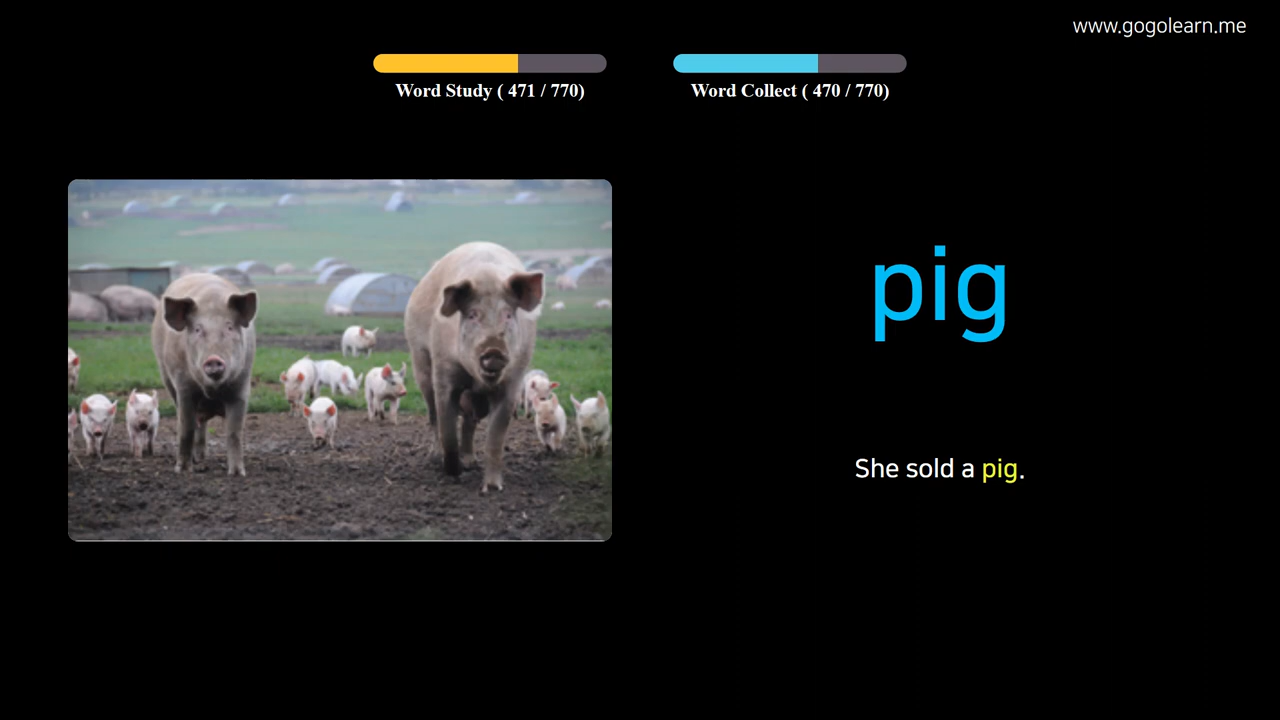 www.gogolearn.me
Word Study ( 471 / 770)
Word Collect ( 470 / 770)
pig
She sold a pig.